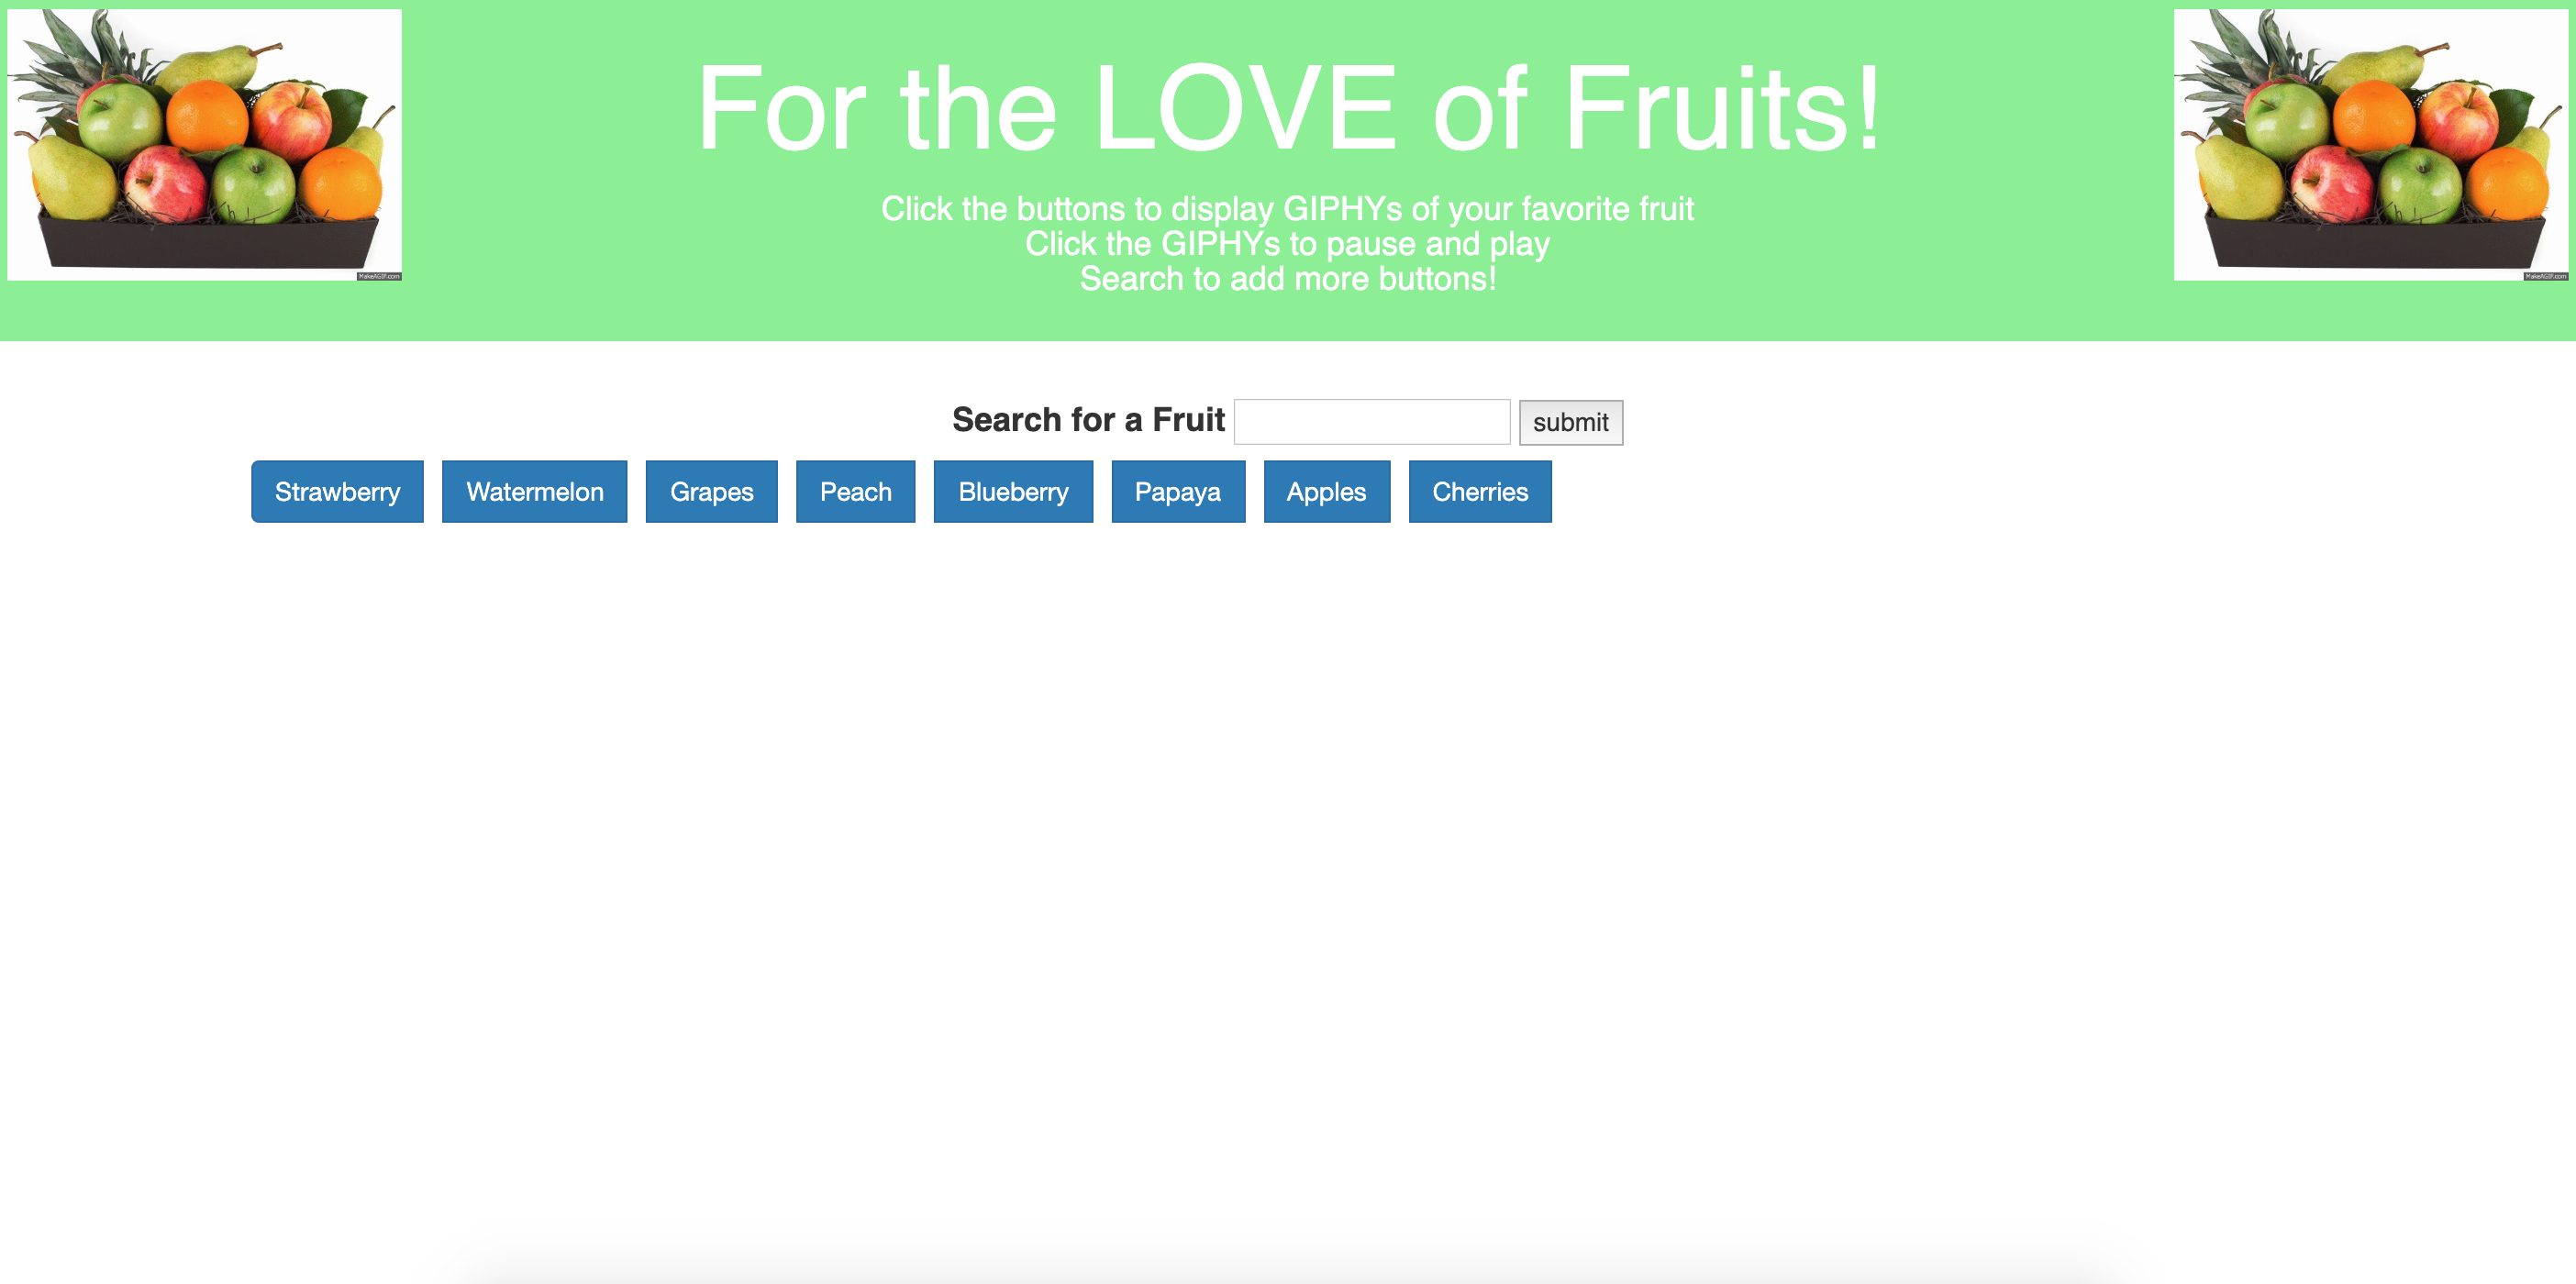 For the LOVE of Fruits!
Click the buttons to display GIPHYs of your favorite fruit
Click the GIPHYs to pause and play
Search to add more buttons!
MakeAGIF.com
MakeAGIF.com
Search for a Fruit submit
Strawberry Watermelon Grapes Peach Blueberry Papaya Apples Cherries